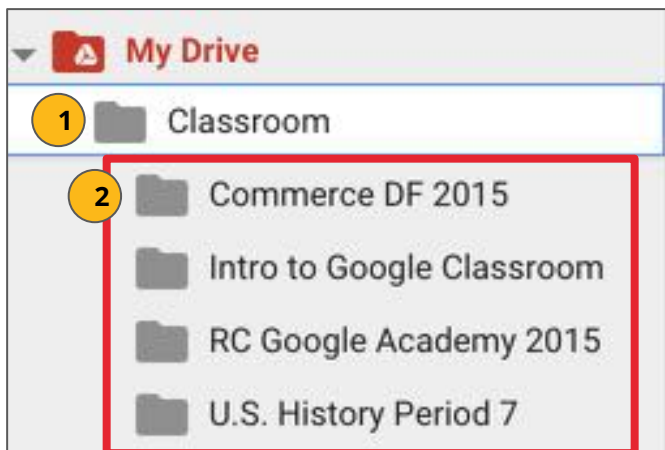 My Drive
1 Classroom
2 Commerce DF 2015
Intro to Google Classroom
RC Google Academy 2015
U.S. History Period 7